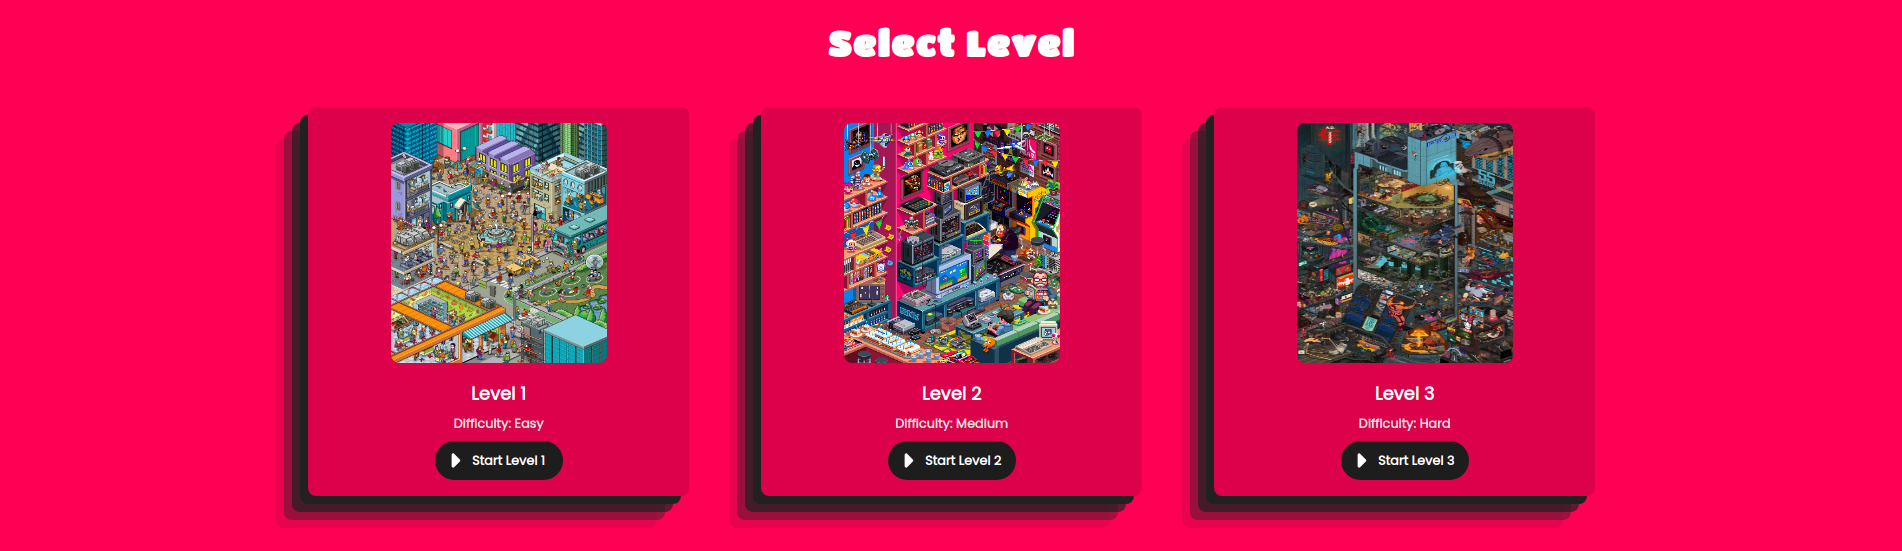 Select Level
Level 1
Difficulty: Easy
Start Level 1
Level 2
Difficulty: Medium
Start Level 2
Level 3
Difficulty: Hard
Start Level 3